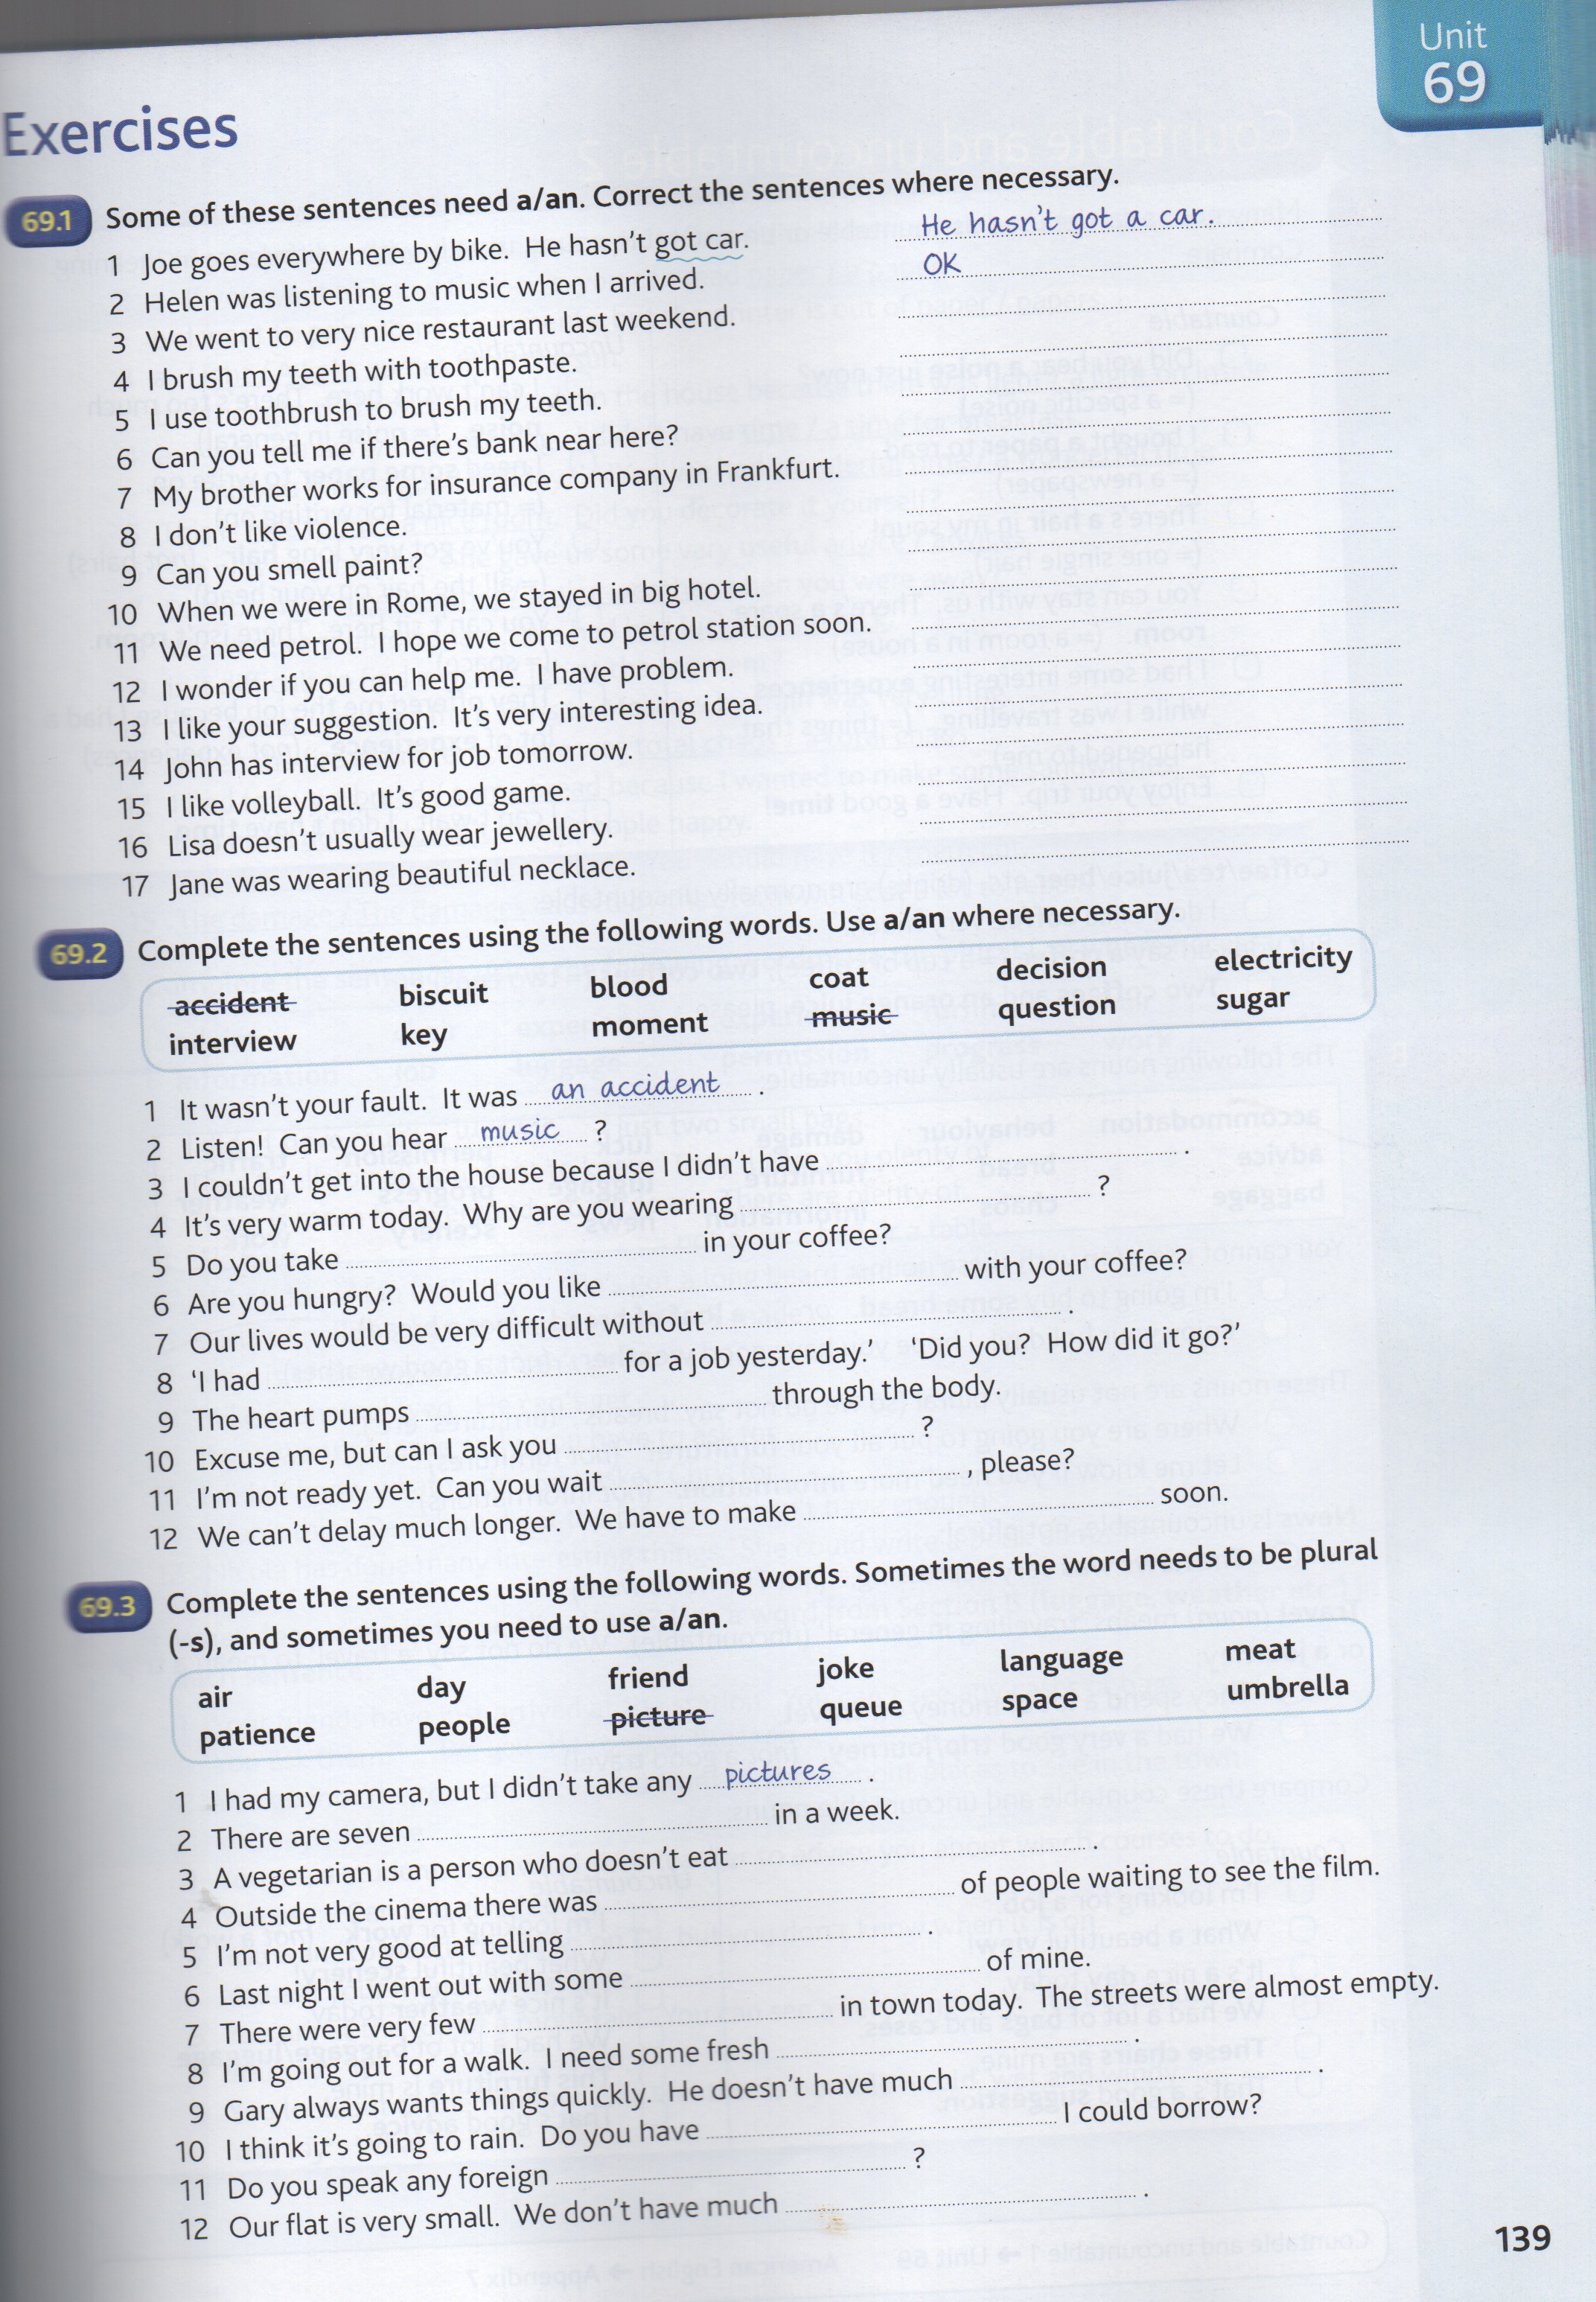 Unit
69
Exercises
69.1 Some of these sentences need a/an. Correct the sentences where necessary.
1 Joe goes everywhere by bike. He hasn't got car. He hasn't got a car.
2 Helen was listening to music when I arrived. OK
3 We went to very nice restaurant last weekend.
4 I brush my teeth with toothpaste.
5 I use toothbrush to brush my teeth.
6 Can you tell me if there's bank near here?
7 My brother works for insurance company in Frankfurt.
8 I don't like violence.
9 Can you smell paint?
10 When we were in Rome, we stayed in big hotel.
11 We need petrol. I hope we come to petrol station soon.
12 I wonder if you can help me. I have problem.
13 I like your suggestion. It's very interesting idea.
14 John has interview for job tomorrow.
15 I like volleyball. It's good game.
16 Lisa doesn't usually wear jewellery.
17 Jane was wearing beautiful necklace.
69.2 Complete the sentences using the following words. Use a/an where necessary.
accident biscuit blood coat decision electricity
interview key moment music question sugar
1 It wasn't your fault. It was an accident .
2 Listen! Can you hear music ?
3 I couldn't get into the house because I didn't have .
4 It's very warm today. Why are you wearing ?
5 Do you take in your coffee?
6 Are you hungry? Would you like with your coffee?
7 Our lives would be very difficult without .
8 'I had for a job yesterday.' 'Did you? How did it go?'
9 The heart pumps through the body.
10 Excuse me, but can I ask you ?
11 I'm not ready yet. Can you wait , please?
12 We can't delay much longer. We have to make soon.
69.3 Complete the sentences using the following words. Sometimes the word needs to be plural
(-s), and sometimes you need to use a/an.
air day friend joke language meat
patience people picture queue space umbrella
1 I had my camera, but I didn't take any pictures .
2 There are seven in a week.
3 A vegetarian is a person who doesn't eat .
4 Outside the cinema there was of people waiting to see the film.
5 I'm not very good at telling .
6 Last night I went out with some of mine.
7 There were very few in town today. The streets were almost empty.
8 I'm going out for a walk. I need some fresh .
9 Gary always wants things quickly. He doesn't have much .
10 I think it's going to rain. Do you have I could borrow?
11 Do you speak any foreign ?
12 Our flat is very small. We don't have much .
139